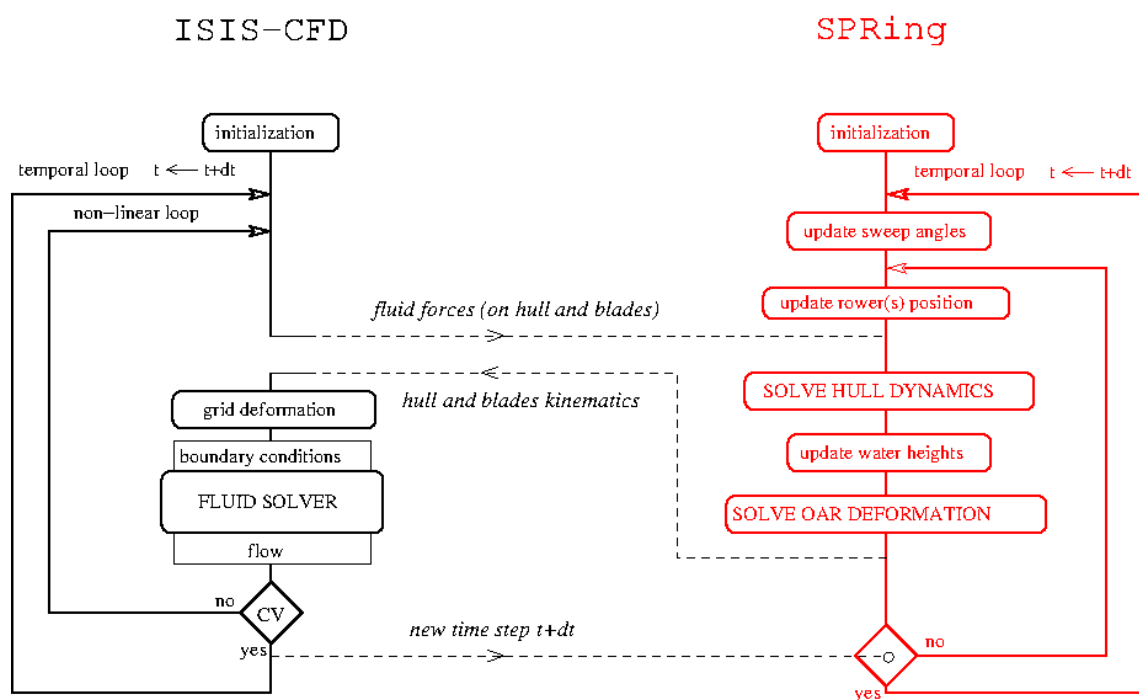 ISIS-CFD
SPRing
initialization
initialization
temporal loop t ⟵ t+dt
temporal loop t ⟵ t+dt
non-linear loop
update sweep angles
update rower(s) position
fluid forces (on hull and blades)
hull and blades kinematics
SOLVE HULL DYNAMICS
grid deformation
boundary conditions
update water heights
FLUID SOLVER
SOLVE OAR DEFORMATION
flow
no
CV
yes
new time step t+dt
no
yes